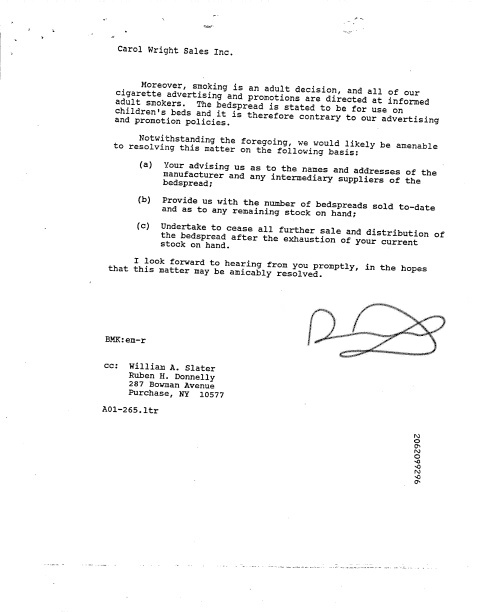 Carol Wright Sales Inc.
Moreover, smoking is an adult decision, and all of our
cigarette advertising and promotions are directed at informed
adult smokers. The bedspread is stated to be for use on
children's beds and it is therefore contrary to our advertising
and promotion policies.
Notwithstanding the foregoing, we would likely be amenable
to resolving this matter on the following basis:
(a) Your advising us as to the names and addresses of the
manufacturer and any intermediary suppliers of the
bedspread;
(b) Provide us with the number of bedspreads sold to-date
and as to any remaining stock on hand;
(c) Undertake to cease all further sale and distribution of
the bedspread after the exhaustion of your current
stock on hand.
I look forward to hearing from you promptly, in the hopes
that this matter may be amicably resolved.
BMK:em-r
cc: William A. Slater
Ruben H. Donnelly
287 Bowman Avenue
Purchase, NY 10577
A01-265.ltr
2062099296